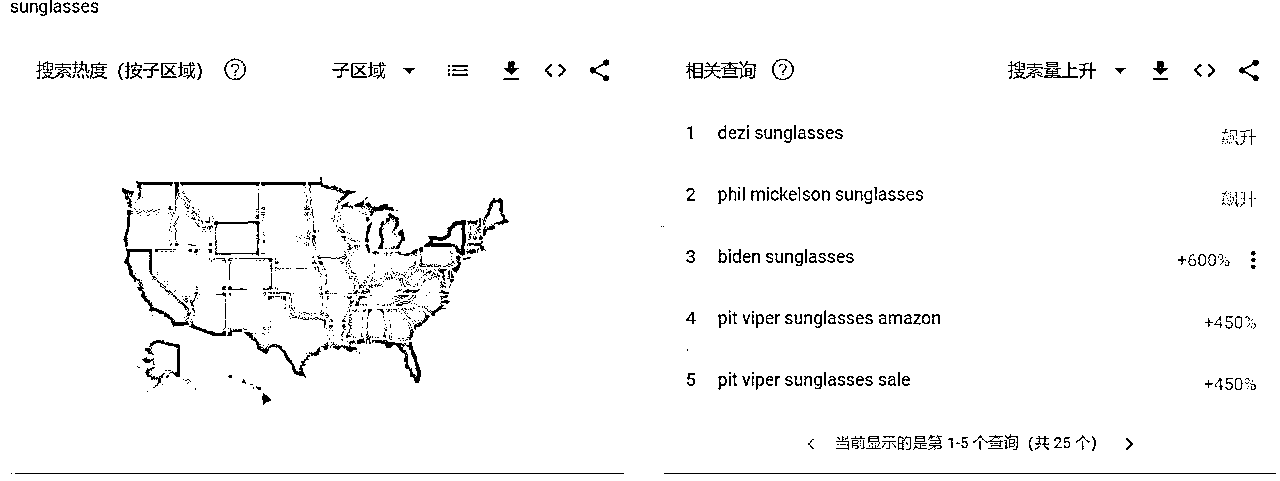 sunglasses
搜索热度（按子区域） ? 子区域
相关查询 ? 搜索量上升
1 dezi sunglasses 飙升
2 phil mickelson sunglasses 飙升
3 biden sunglasses +600%
4 pit viper sunglasses amazon +450%
5 pit viper sunglasses sale +450%
当前显示的是第 1-5 个查询（共 25 个）